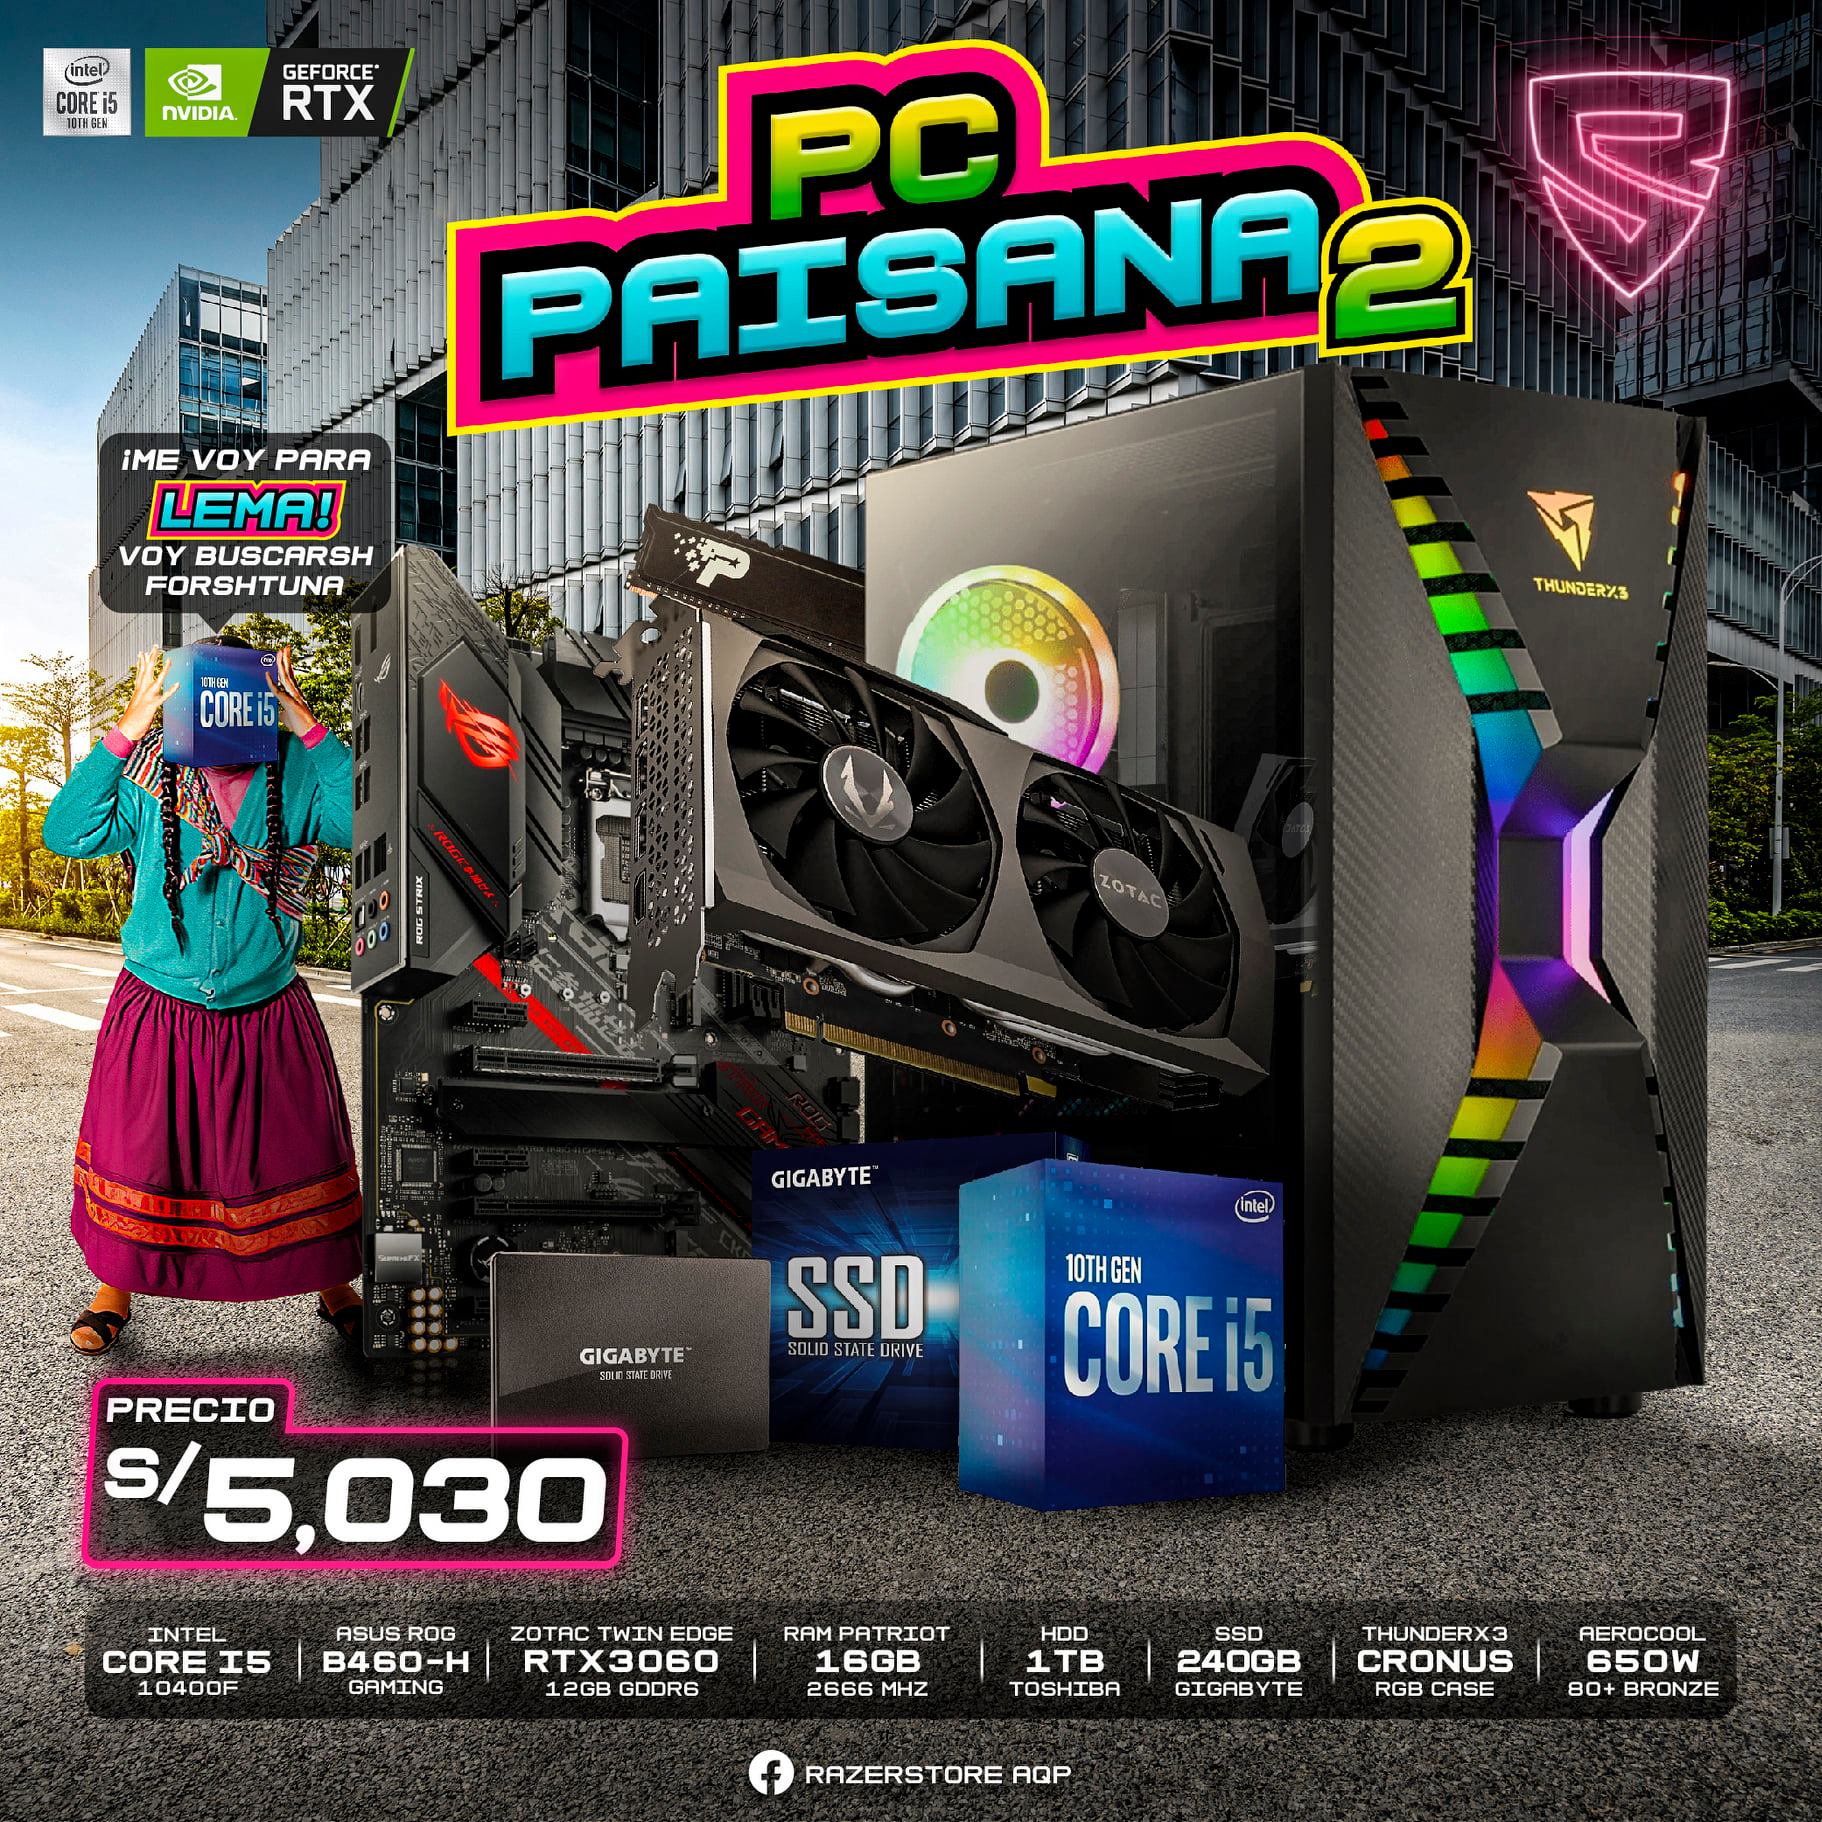 intel
CORE i5
10TH GEN
NVIDIA.
GEFORCE
RTX
PC
PAISANA 2
¡ME VOY PARA
LEMA!
VOY BUSCARSH
FORSHTUNA
THUNDERX3
10TH GEN
CORE i5
ROG STRIX
ZOTAC
GIGABYTE™
SSD
SOLID STATE DRIVE
intel
10TH GEN
CORE i5
GIGABYTE™
SOLID STATE DRIVE
PRECIO
S/5,030
INTEL
CORE I5
10400F
ASUS ROG
B460-H
GAMING
ZOTAC TWIN EDGE
RTX3060
12GB GDDR6
RAM PATRIOT
16GB
2666 MHZ
HDD
1TB
TOSHIBA
SSD
240GB
GIGABYTE
THUNDERX3
CRONUS
RGB CASE
AEROCOOL
650W
80+ BRONZE
RAZERSTORE AQP